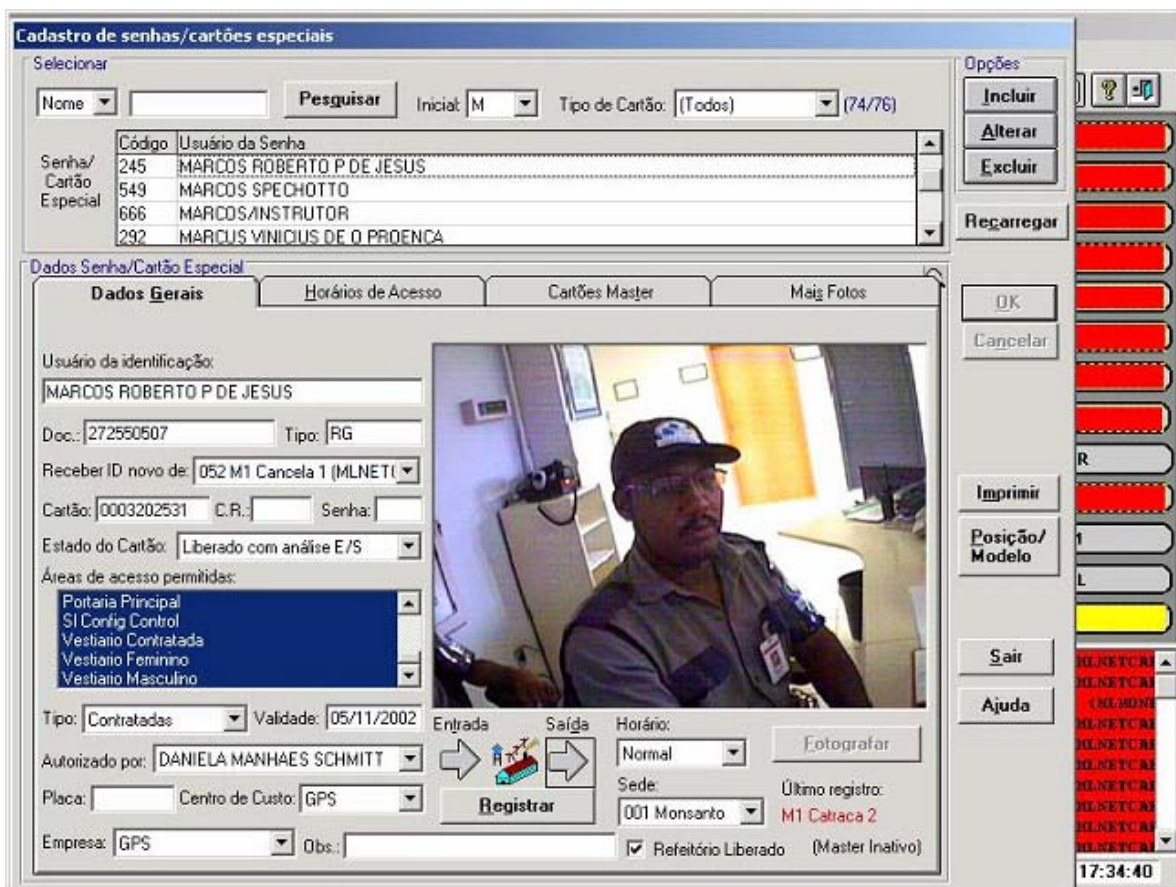 Cadastro de senhas/cartões especiais
Selecionar
Nome
Pesquisar
Inicial: M
Tipo de Cartão: (Todos)
(74/76)
Opções
Incluir
Alterar
Excluir
Recarregar
Senha/
Cartão
Especial
Código Usuário da Senha
245 MARCOS ROBERTO P DE JESUS
549 MARCOS SPECHOTTO
666 MARCOS/INSTRUTOR
292 MARCUS VINICIUS DE O PROENCA
Dados Senha/Cartão Especial
Dados Gerais
Horários de Acesso
Cartões Master
Mais Fotos
OK
Cancelar
Usuário da identificação:
MARCOS ROBERTO P DE JESUS
Doc.: 272550507 Tipo: RG
Receber ID novo de: 052 M1 Cancela 1 (MLNET(
Cartão: 0003202531 C.R.: Senha:
Estado do Cartão: Liberado com análise E/S
Áreas de acesso permitidas:
Portaria Principal
SI Config Control
Vestiario Contratada
Vestiario Feminino
Vestiario Masculino
Tipo: Contratadas Validade: 05/11/2002
Autorizado por: DANIELA MANHAES SCHMITT
Placa: Centro de Custo: GPS
Empresa: GPS Obs.:
Entrada Saída
Registrar
Horário:
Normal
Sede:
001 Monsanto
Fotografar
Último registro:
M1 Catraca 2
Refeitório Liberado (Master Inativo)
Imprimir
Posição/
Modelo
Sair
Ajuda
R
L
17:34:40